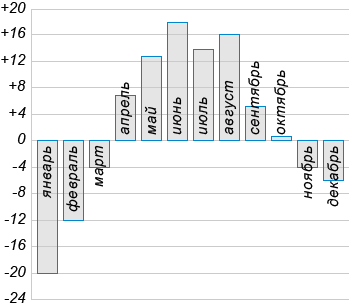 +20
+16
+12
+8
+4
0
-4
-8
-12
-16
-20
-24
январь
февраль
март
апрель
май
июнь
июль
август
сентябрь
октябрь
ноябрь
декабрь